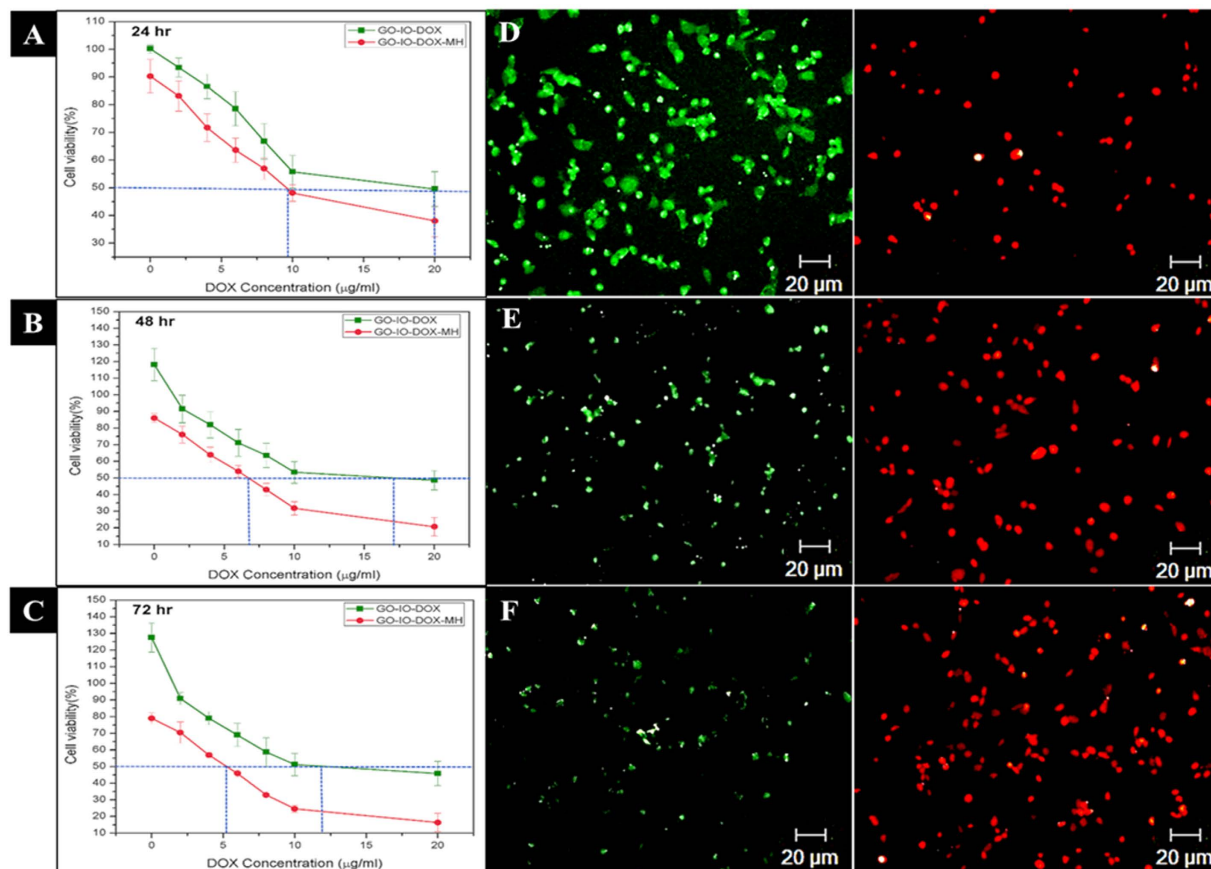 A
24 hr
GO-IO-DOX
GO-IO-DOX-MH
Cell viability(%)
100
90
80
70
60
50
40
30
0
5
10
15
20
DOX Concentration (μg/ml)
D
20 μm
20 μm
B
48 hr
GO-IO-DOX
GO-IO-DOX-MH
Cell viability(%)
150
140
130
120
110
100
90
80
70
60
50
40
30
20
10
0
5
10
15
20
DOX Concentration (μg/ml)
E
20 μm
20 μm
C
72 hr
GO-IO-DOX
GO-IO-DOX-MH
Cell viability(%)
150
140
130
120
110
100
90
80
70
60
50
40
30
20
10
0
5
10
15
20
DOX Concentration (μg/ml)
F
20 μm
20 μm